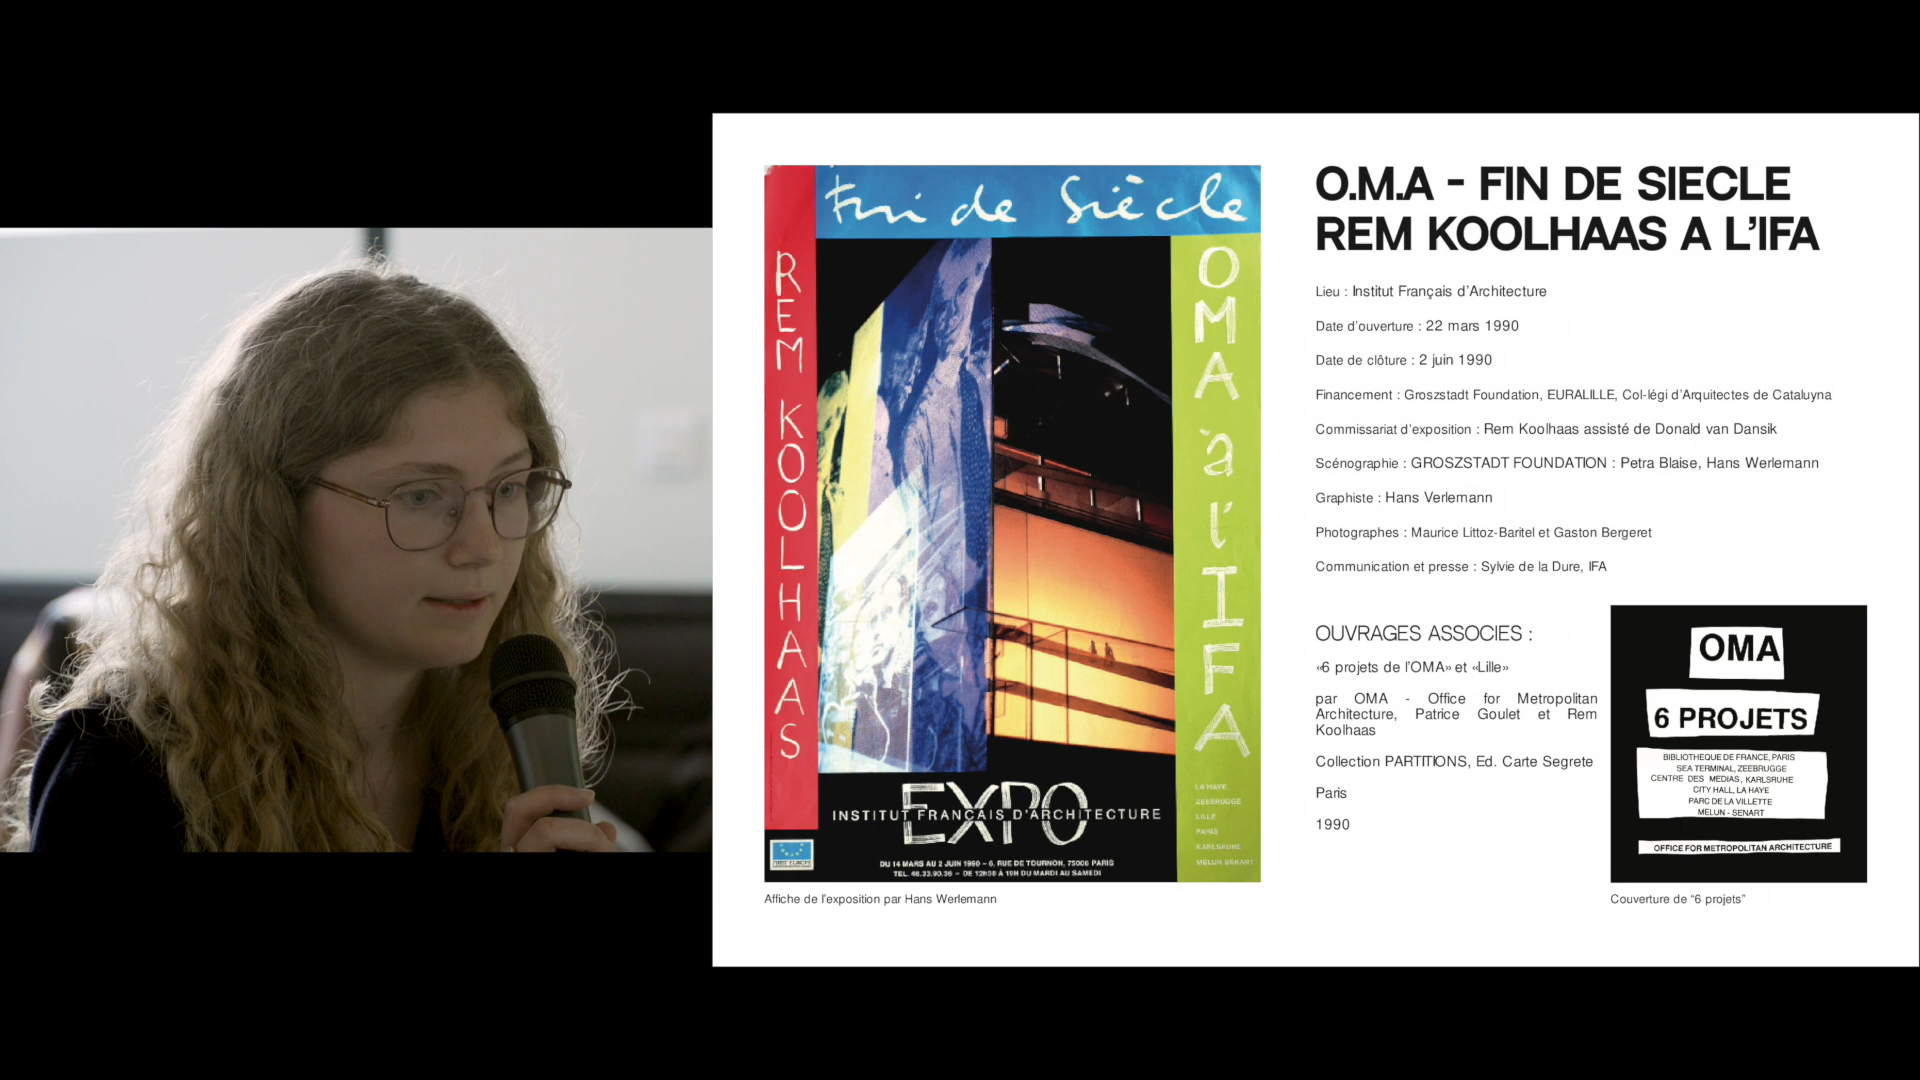 Fin de Siècle
REM KOOLHAAS
OMA à l'IFA
EXPO
INSTITUT FRANÇAIS D'ARCHITECTURE
LA HAYE
ZEEBRUGGE
LILLE
PARIS
KARLSRUHE
MELUN SENART
DU 14 MARS AU 2 JUIN 1990 – 6, RUE DE TOURNON, 75006 PARIS
TEL. 46.33.90.36 – DE 12H30 À 19H DU MARDI AU SAMEDI
Affiche de l'exposition par Hans Werlemann
O.M.A - FIN DE SIECLE
REM KOOLHAAS A L'IFA
Lieu : Institut Français d'Architecture
Date d'ouverture : 22 mars 1990
Date de clôture : 2 juin 1990
Financement : Groszstadt Foundation, EURALILLE, Col-légi d'Arquitectes de Cataluyna
Commissariat d'exposition : Rem Koolhaas assisté de Donald van Dansik
Scénographie : GROSZSTADT FOUNDATION : Petra Blaise, Hans Werlemann
Graphiste : Hans Verlemann
Photographes : Maurice Littoz-Baritel et Gaston Bergeret
Communication et presse : Sylvie de la Dure, IFA
OUVRAGES ASSOCIES :
«6 projets de l'OMA» et «Lille»
par OMA - Office for Metropolitan
Architecture, Patrice Goulet et Rem
Koolhaas
Collection PARTITIONS, Ed. Carte Segrete
Paris
1990
OMA
6 PROJETS
BIBLIOTHEQUE DE FRANCE, PARIS
SEA TERMINAL, ZEEBRUGGE
CENTRE DES MEDIAS, KARLSRUHE
CITY HALL, LA HAYE
PARC DE LA VILLETTE
MELUN - SENART
OFFICE FOR METROPOLITAN ARCHITECTURE
Couverture de "6 projets"